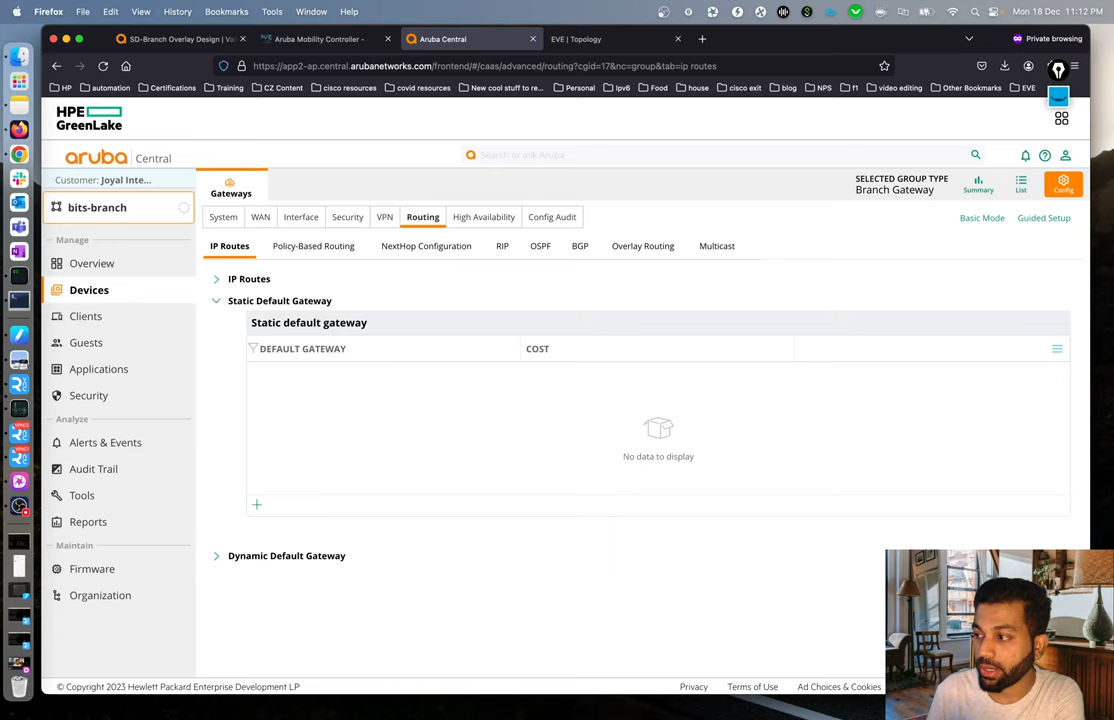 Firefox File Edit View History Bookmarks Tools Window Help Mon 18 Dec 11:12 PM
SD-Branch Overlay Design | Val Aruba Mobility Controller - Aruba Central EVE | Topology Private browsing
https://app2-ap.central.arubanetworks.com/frontend/#/caas/advanced/routing?cgid=17&nc=group&tab=ip routes
HP automation Certifications Training CZ Content cisco resources covid resources New cool stuff to re... Personal Ipv6 Food house cisco exit blog NPS f1 video editing Other Bookmarks EVE
HPE
GreenLake
aruba Central Search or ask Aruba
Customer: Joyal Inte...
bits-branch
Manage
Overview
Devices
Clients
Guests
Applications
Security
Analyze
Alerts & Events
Audit Trail
Tools
Reports
Maintain
Firmware
Organization
Gateways
SELECTED GROUP TYPE
Branch Gateway
Summary List Config
System WAN Interface Security VPN Routing High Availability Config Audit
Basic Mode Guided Setup
IP Routes Policy-Based Routing NextHop Configuration RIP OSPF BGP Overlay Routing Multicast
IP Routes
Static Default Gateway
Static default gateway
DEFAULT GATEWAY COST
No data to display
+
Dynamic Default Gateway
© Copyright 2023 Hewlett Packard Enterprise Development LP
Privacy Terms of Use Ad Choices & Cookies